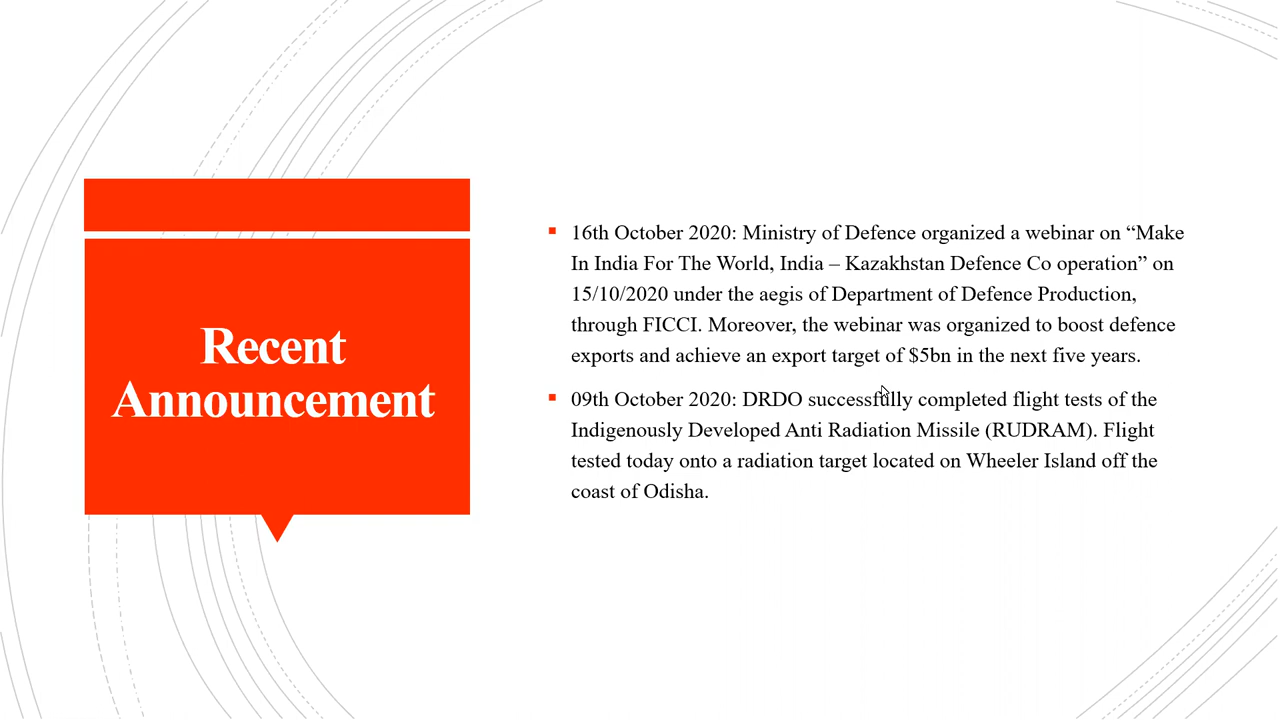 Recent
Announcement
16th October 2020: Ministry of Defence organized a webinar on “Make
In India For The World, India – Kazakhstan Defence Co operation” on
15/10/2020 under the aegis of Department of Defence Production,
through FICCI. Moreover, the webinar was organized to boost defence
exports and achieve an export target of $5bn in the next five years.
09th October 2020: DRDO successfully completed flight tests of the
Indigenously Developed Anti Radiation Missile (RUDRAM). Flight
tested today onto a radiation target located on Wheeler Island off the
coast of Odisha.